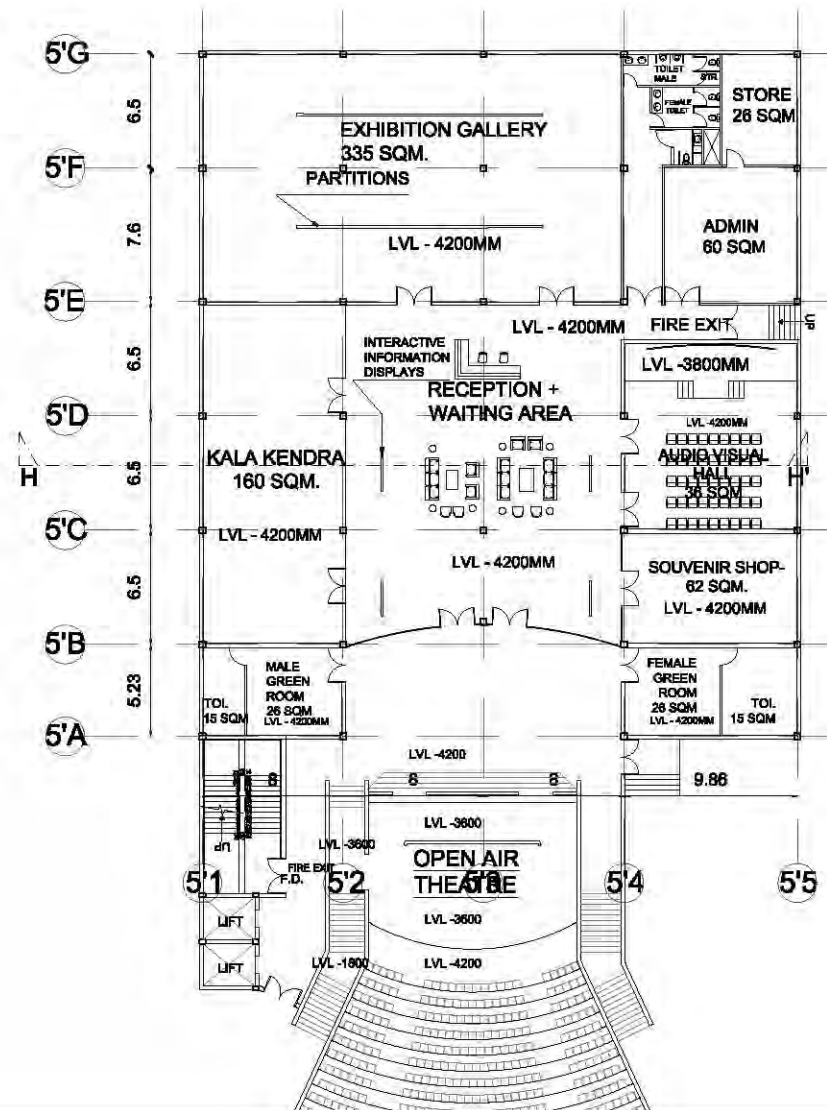 5'G
6.5
TOILET
MALE
STR.
FEMALE
TOILET
STORE
26 SQM
EXHIBITION GALLERY
335 SQM.
5'F
PARTITIONS
7.6
LVL - 4200MM
ADMIN
60 SQM
5'E
LVL - 4200MM
FIRE EXIT
UP
6.5
INTERACTIVE
INFORMATION
DISPLAYS
LVL -3800MM
RECEPTION +
WAITING AREA
5'D
LVL -4200MM
6.5
H
KALA KENDRA
160 SQM.
AUDIO VISUAL
HALL
36 SQM
H
5'C
LVL - 4200MM
6.5
LVL - 4200MM
SOUVENIR SHOP-
62 SQM.
LVL - 4200MM
5'B
5.23
MALE
GREEN
ROOM
26 SQM
LVL - 4200MM
TOI.
15 SQM
FEMALE
GREEN
ROOM
26 SQM
LVL - 4200MM
TOI.
15 SQM
5'A
LVL -4200
8
8
8
9.86
LVL -3600
UP
LVL -3600
FIRE EXIT
F.D.
OPEN AIR
THEATRE
5'1
5'2
5'3
5'4
5'5
LIFT
LVL -3600
LIFT
LVL -1800
LVL -4200